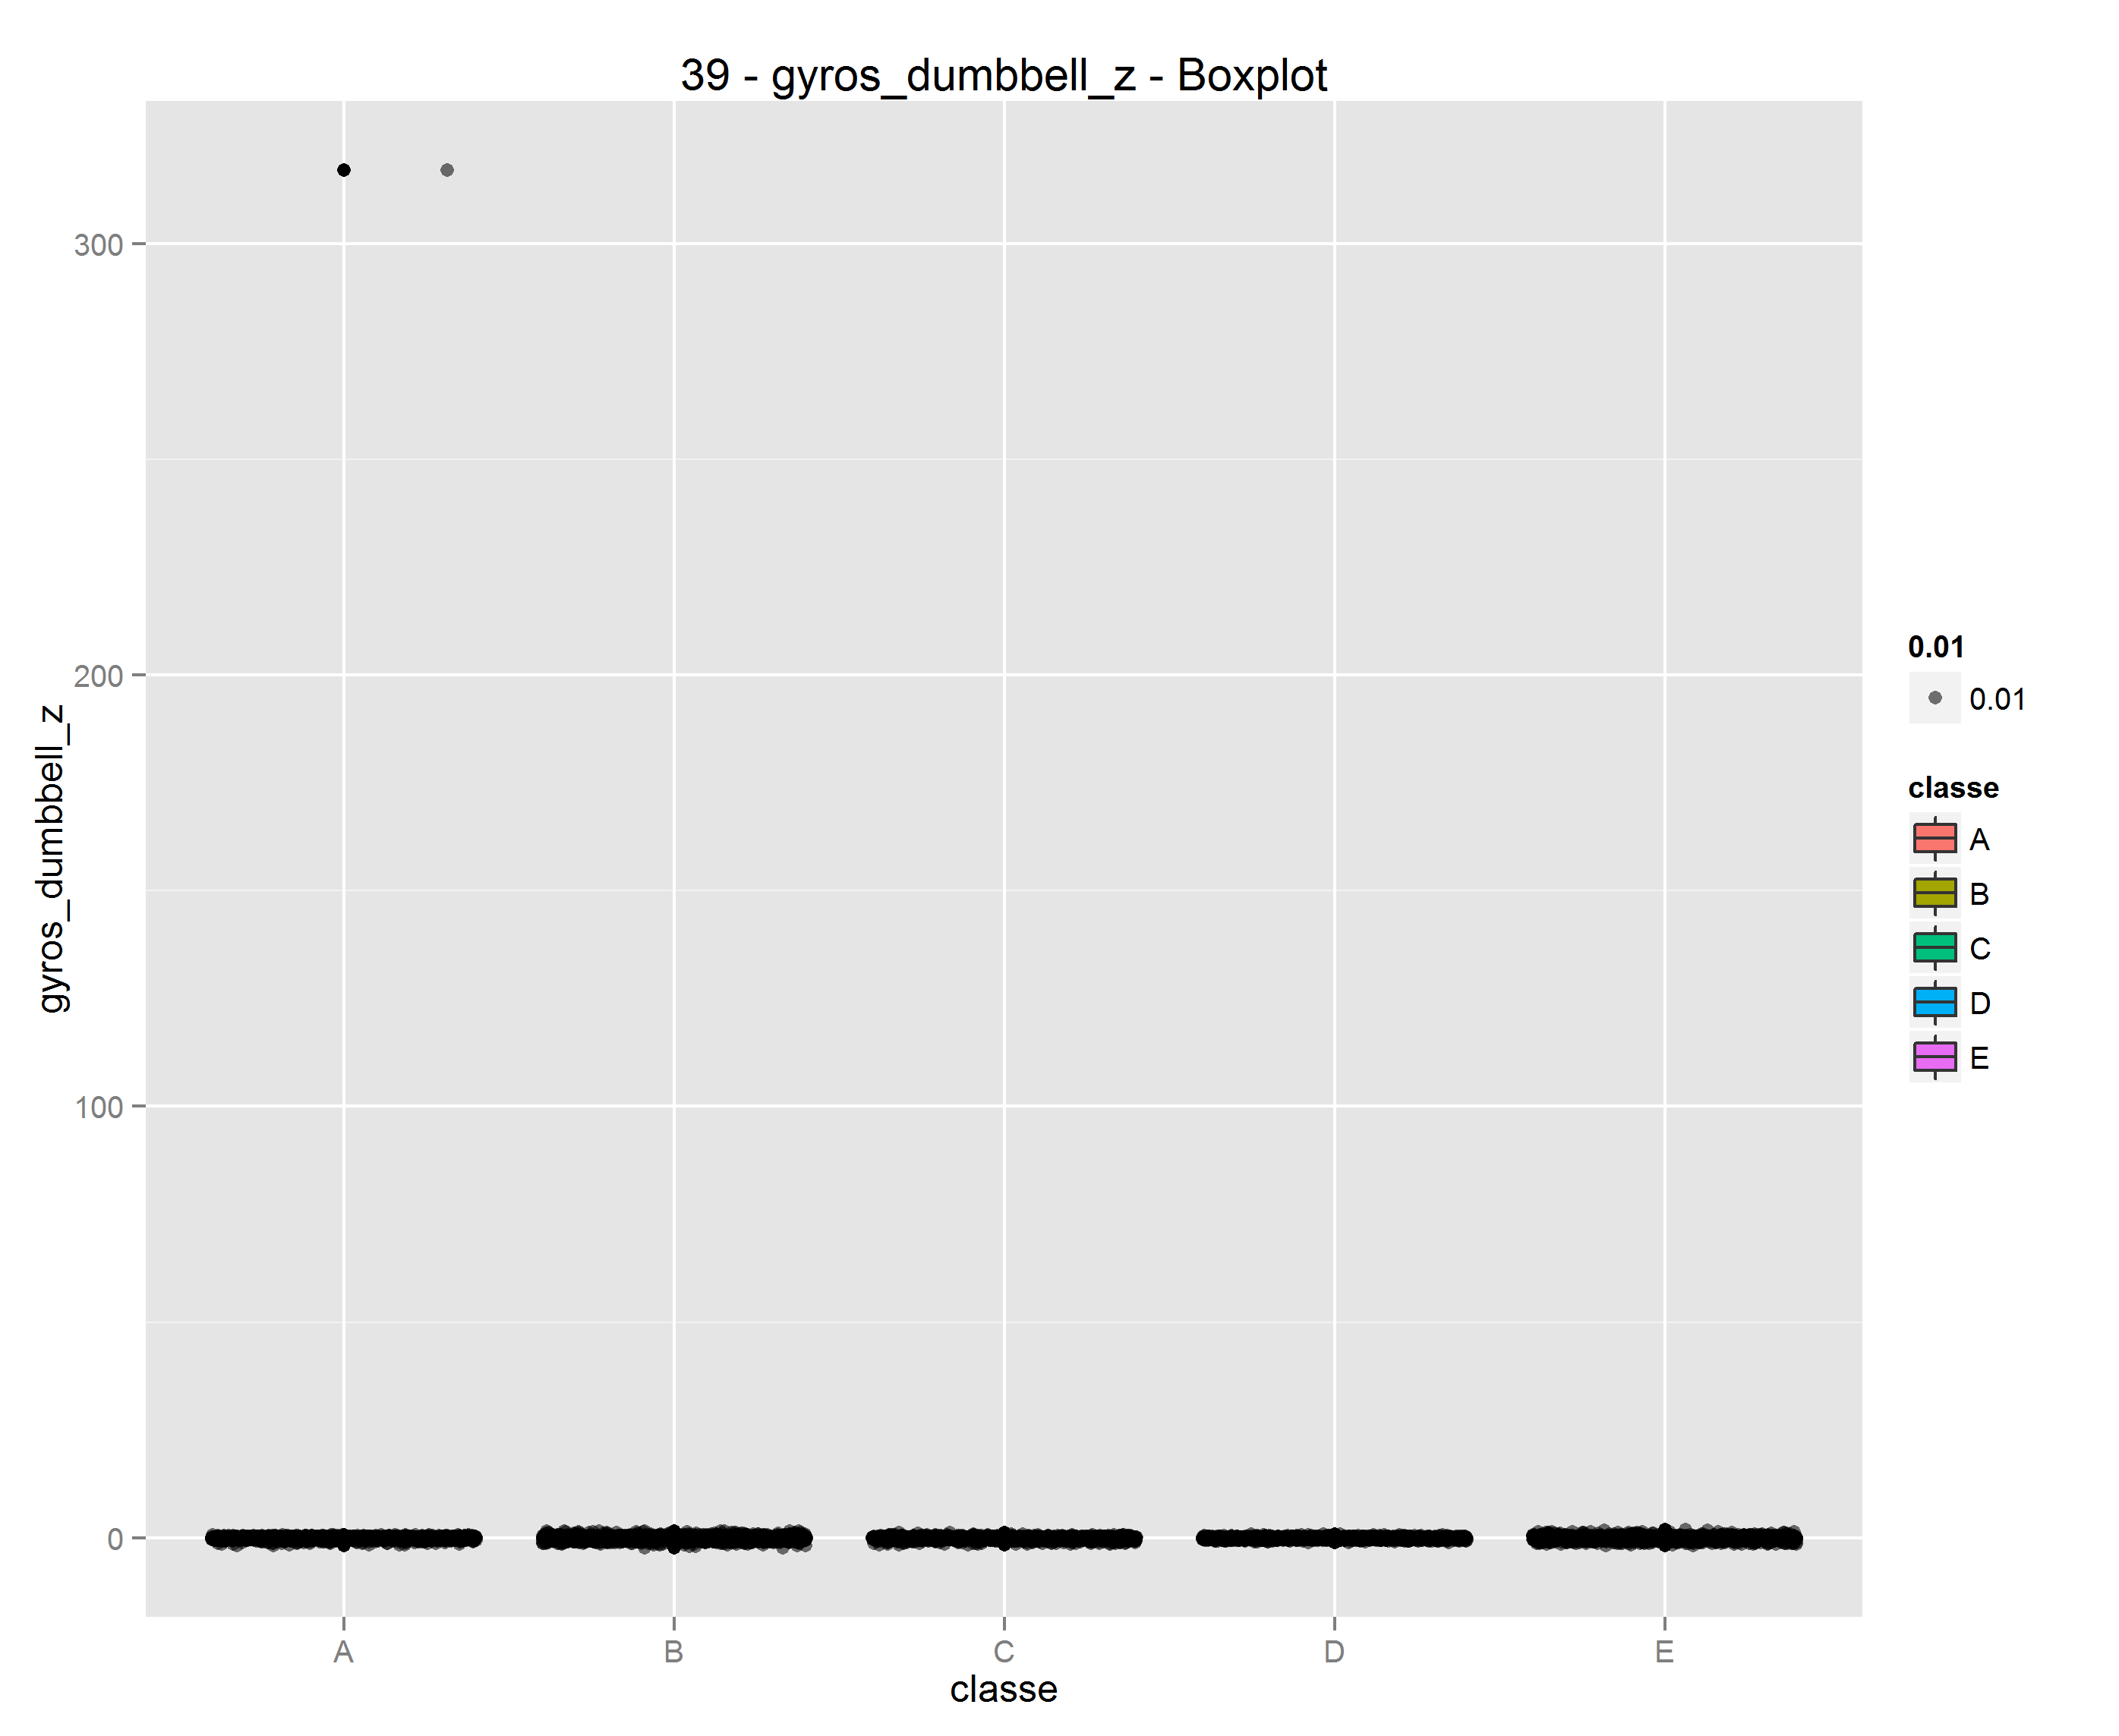 39 - gyros_dumbbell_z - Boxplot
gyros_dumbbell_z
300
200
100
0
A
B
C
D
E
classe
0.01
0.01
classe
A
B
C
D
E